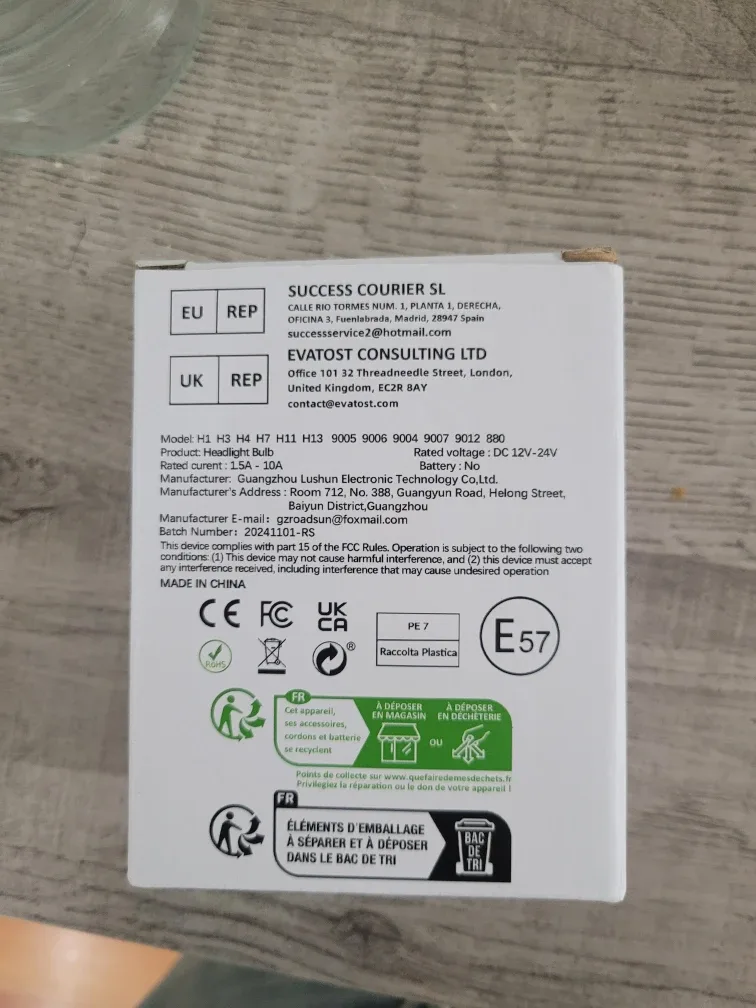 EU REP
SUCCESS COURIER SL
CALLE RIO TORMES NUM. 1, PLANTA 1, DERECHA,
OFICINA 3, Fuenlabrada, Madrid, 28947 Spain
successservice2@hotmail.com
UK REP
EVATOST CONSULTING LTD
Office 101 32 Threadneedle Street, London,
United Kingdom, EC2R 8AY
contact@evatost.com
Model: H1 H3 H4 H7 H11 H13 9005 9006 9004 9007 9012 880
Product: Headlight Bulb Rated voltage : DC 12V-24V
Rated curent : 1.5A - 10A Battery : No
Manufacturer: Guangzhou Lushun Electronic Technology Co,Ltd.
Manufacturer's Address : Room 712, No. 388, Guangyun Road, Helong Street,
Baiyun District,Guangzhou
Manufacturer E-mail: gzroadsun@foxmail.com
Batch Number: 20241101-RS
This device complies with part 15 of the FCC Rules. Operation is subject to the following two
conditions: (1) This device may not cause harmful interference, and (2) this device must accept
any interference received, including interference that may cause undesired operation
MADE IN CHINA
CE FC UK
CA
PE 7
Raccolta Plastica
E57
RoHS
®
FR
Cet appareil,
ses accessoires,
cordons et batterie
se recyclent
À DÉPOSER
EN MAGASIN
OU
À DÉPOSER
EN DÉCHÈTERIE
Points de collecte sur www.quefairedemesdechets.fr
Privilégiez la réparation ou le don de votre appareil !
FR
ÉLÉMENTS D'EMBALLAGE
À SÉPARER ET À DÉPOSER
DANS LE BAC DE TRI
BAC
DE
TRI